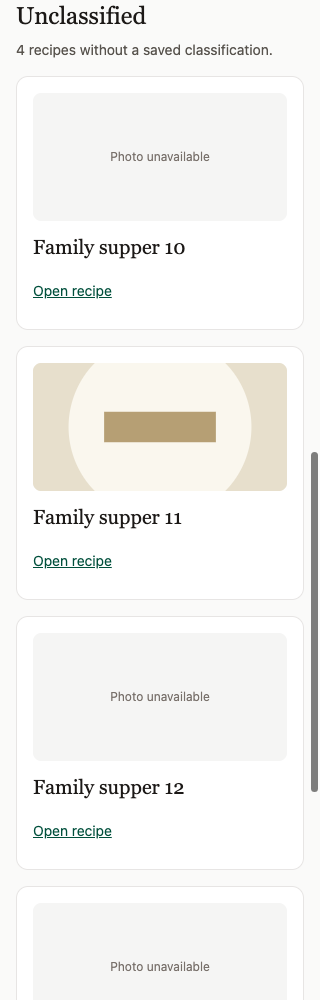 Unclassified
4 recipes without a saved classification.
Photo unavailable
Family supper 10
Open recipe
Family supper 11
Open recipe
Photo unavailable
Family supper 12
Open recipe
Photo unavailable